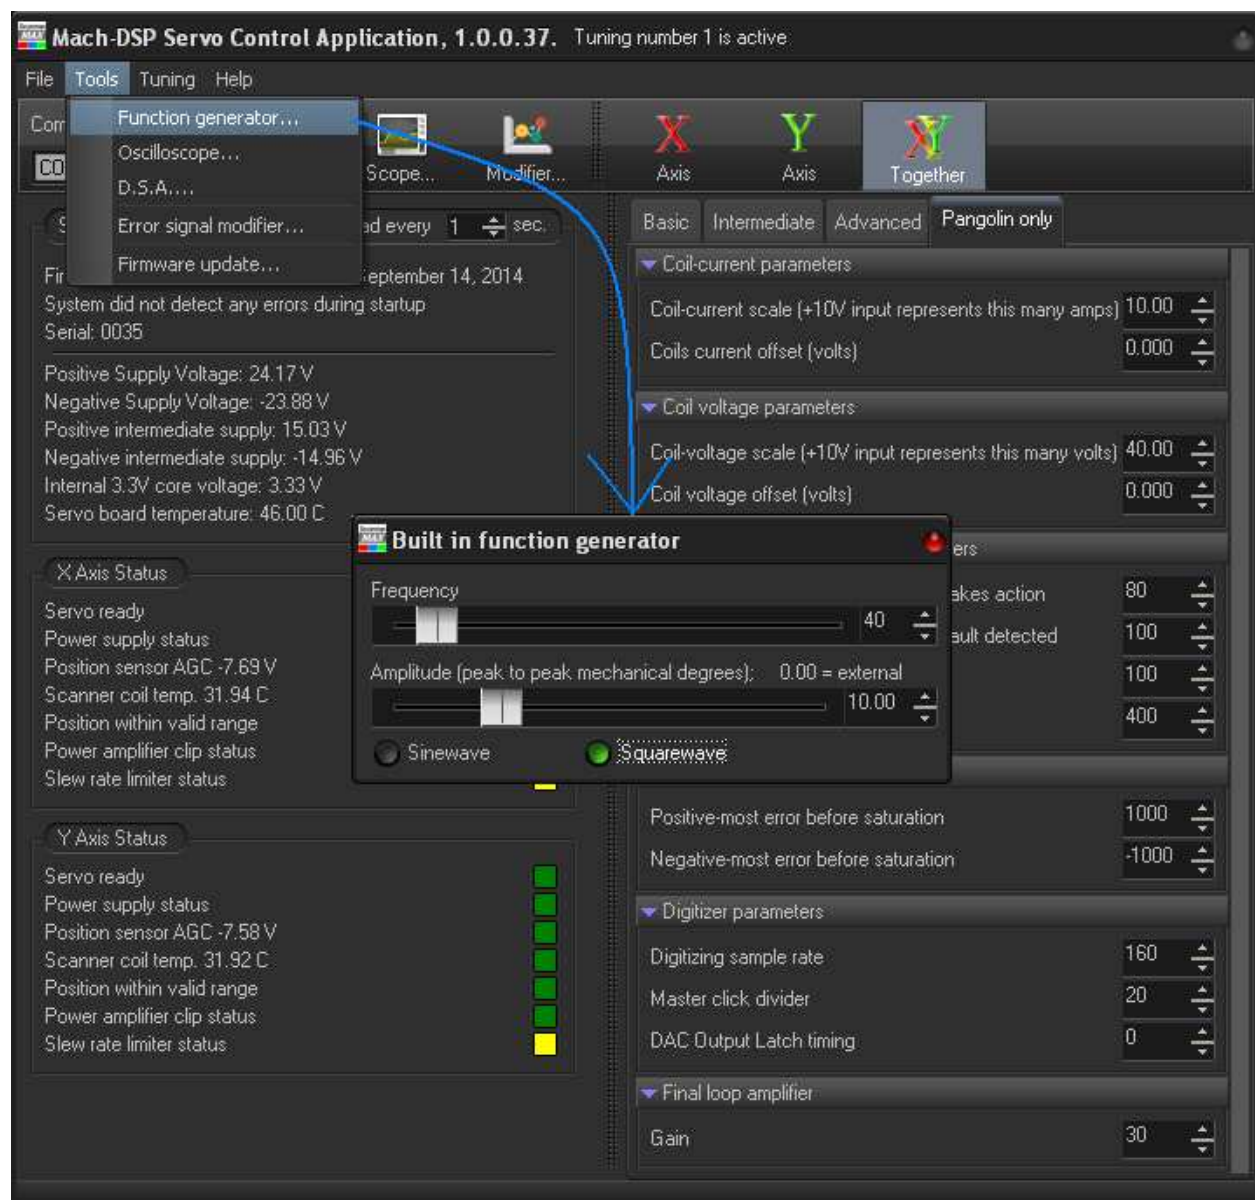 Mach-DSP Servo Control Application, 1.0.0.37. Tuning number 1 is active
File Tools Tuning Help
Function generator...
Oscilloscope...
D.S.A....
Error signal modifier...
Firmware update...
Scope... Modifier...
X Axis
Y Axis
XY Together
ad every 1 sec.
eptember 14, 2014
System did not detect any errors during startup
Serial: 0035
Positive Supply Voltage: 24.17 V
Negative Supply Voltage: -23.88 V
Positive intermediate supply: 15.03 V
Negative intermediate supply: -14.96 V
Internal 3.3V core voltage: 3.33 V
Servo board temperature: 46.00 C
X Axis Status
Servo ready
Power supply status
Position sensor AGC -7.69 V
Scanner coil temp. 31.94 C
Position within valid range
Power amplifier clip status
Slew rate limiter status
Y Axis Status
Servo ready
Power supply status
Position sensor AGC -7.58 V
Scanner coil temp. 31.92 C
Position within valid range
Power amplifier clip status
Slew rate limiter status
Built in function generator
Frequency
40
Amplitude (peak to peak mechanical degrees); 0.00 = external
10.00
Sinewave Squarewave
Basic Intermediate Advanced Pangolin only
Coil-current parameters
Coil-current scale (+10V input represents this many amps) 10.00
Coils current offset (volts) 0.000
Coil voltage parameters
Coil-voltage scale (+10V input represents this many volts) 40.00
Coil voltage offset (volts) 0.000
ers
akes action 80
ault detected 100
100
400
Positive-most error before saturation 1000
Negative-most error before saturation -1000
Digitizer parameters
Digitizing sample rate 160
Master click divider 20
DAC Output Latch timing 0
Final loop amplifier
Gain 30